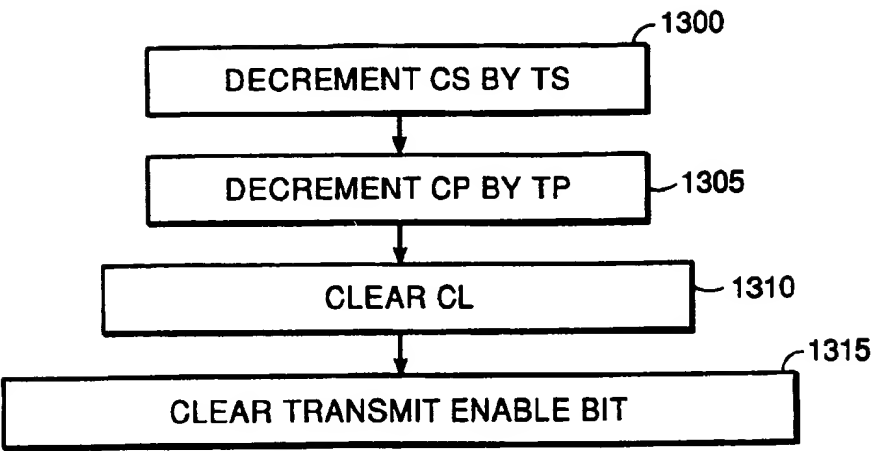 1300
DECREMENT CS BY TS
DECREMENT CP BY TP
1305
CLEAR CL
1310
1315
CLEAR TRANSMIT ENABLE BIT